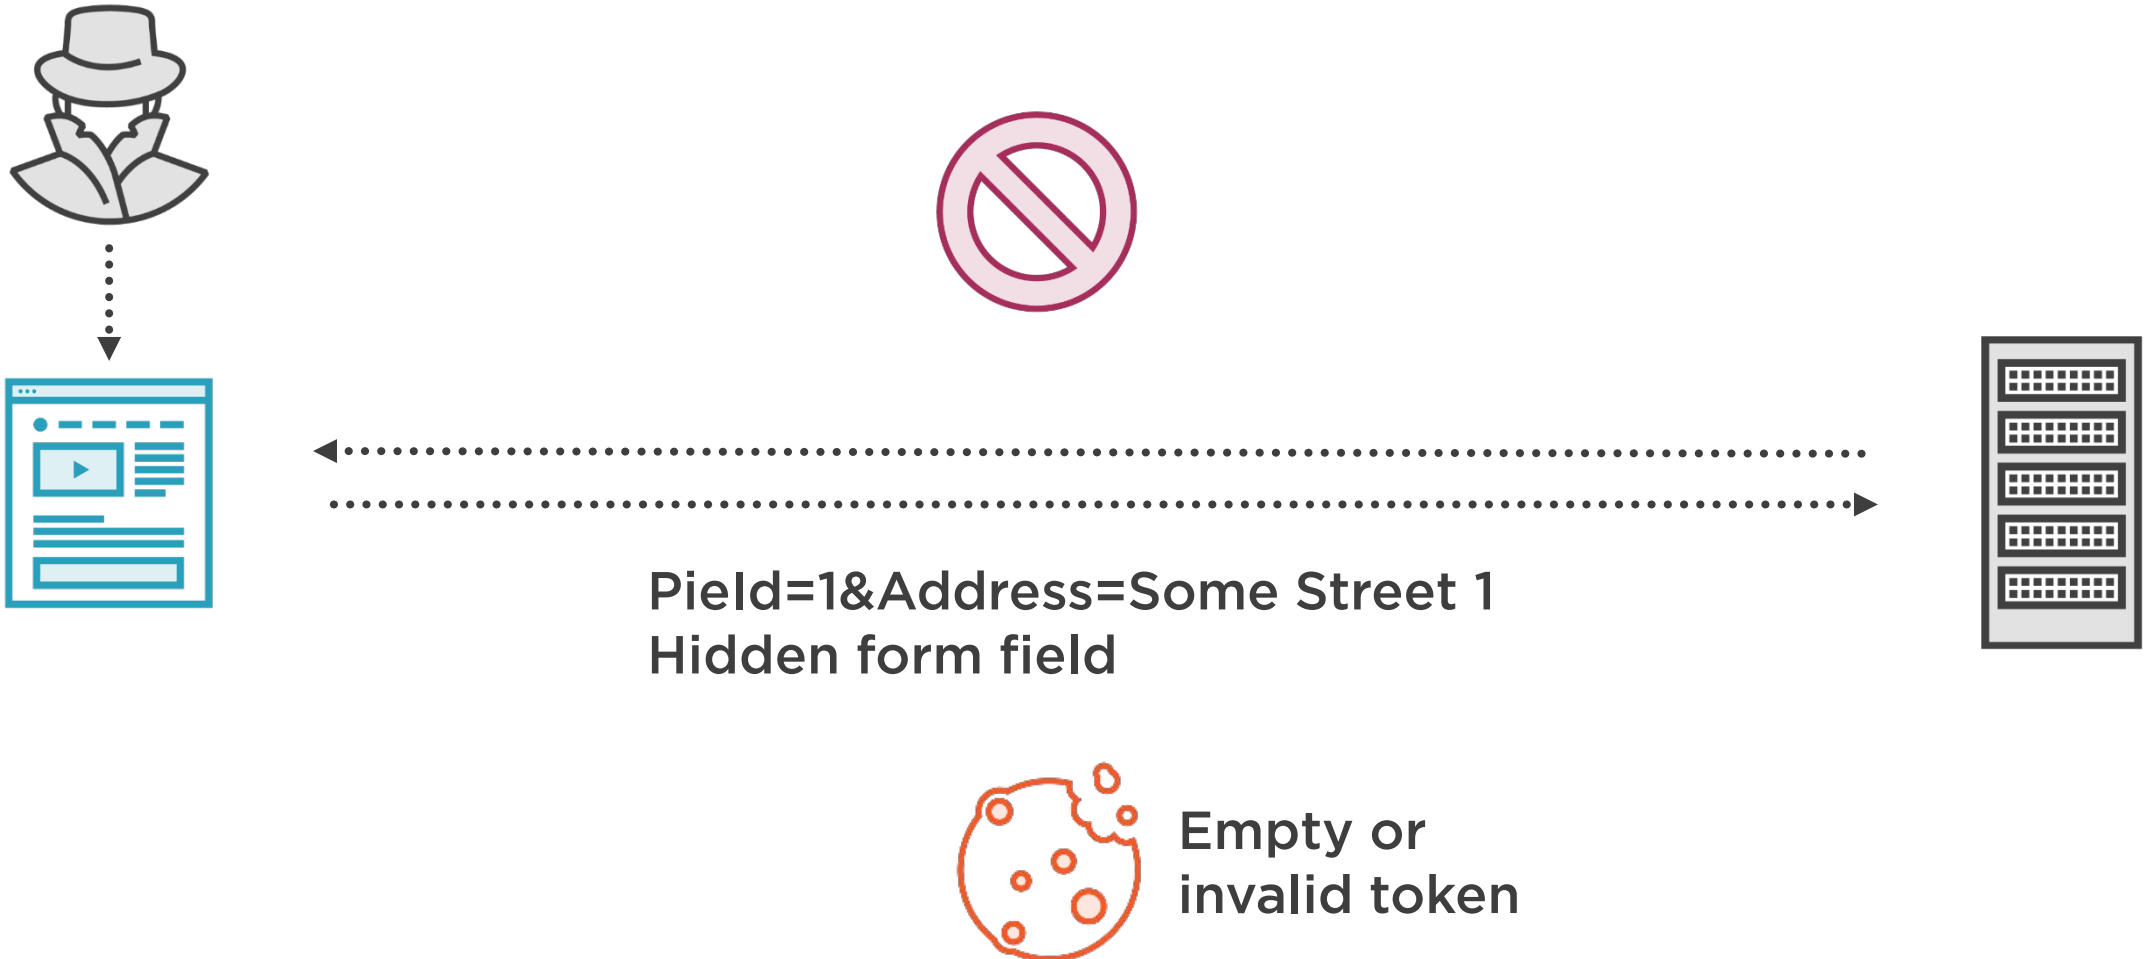 PieId=1&Address=Some Street 1
Hidden form field
Empty or
invalid token